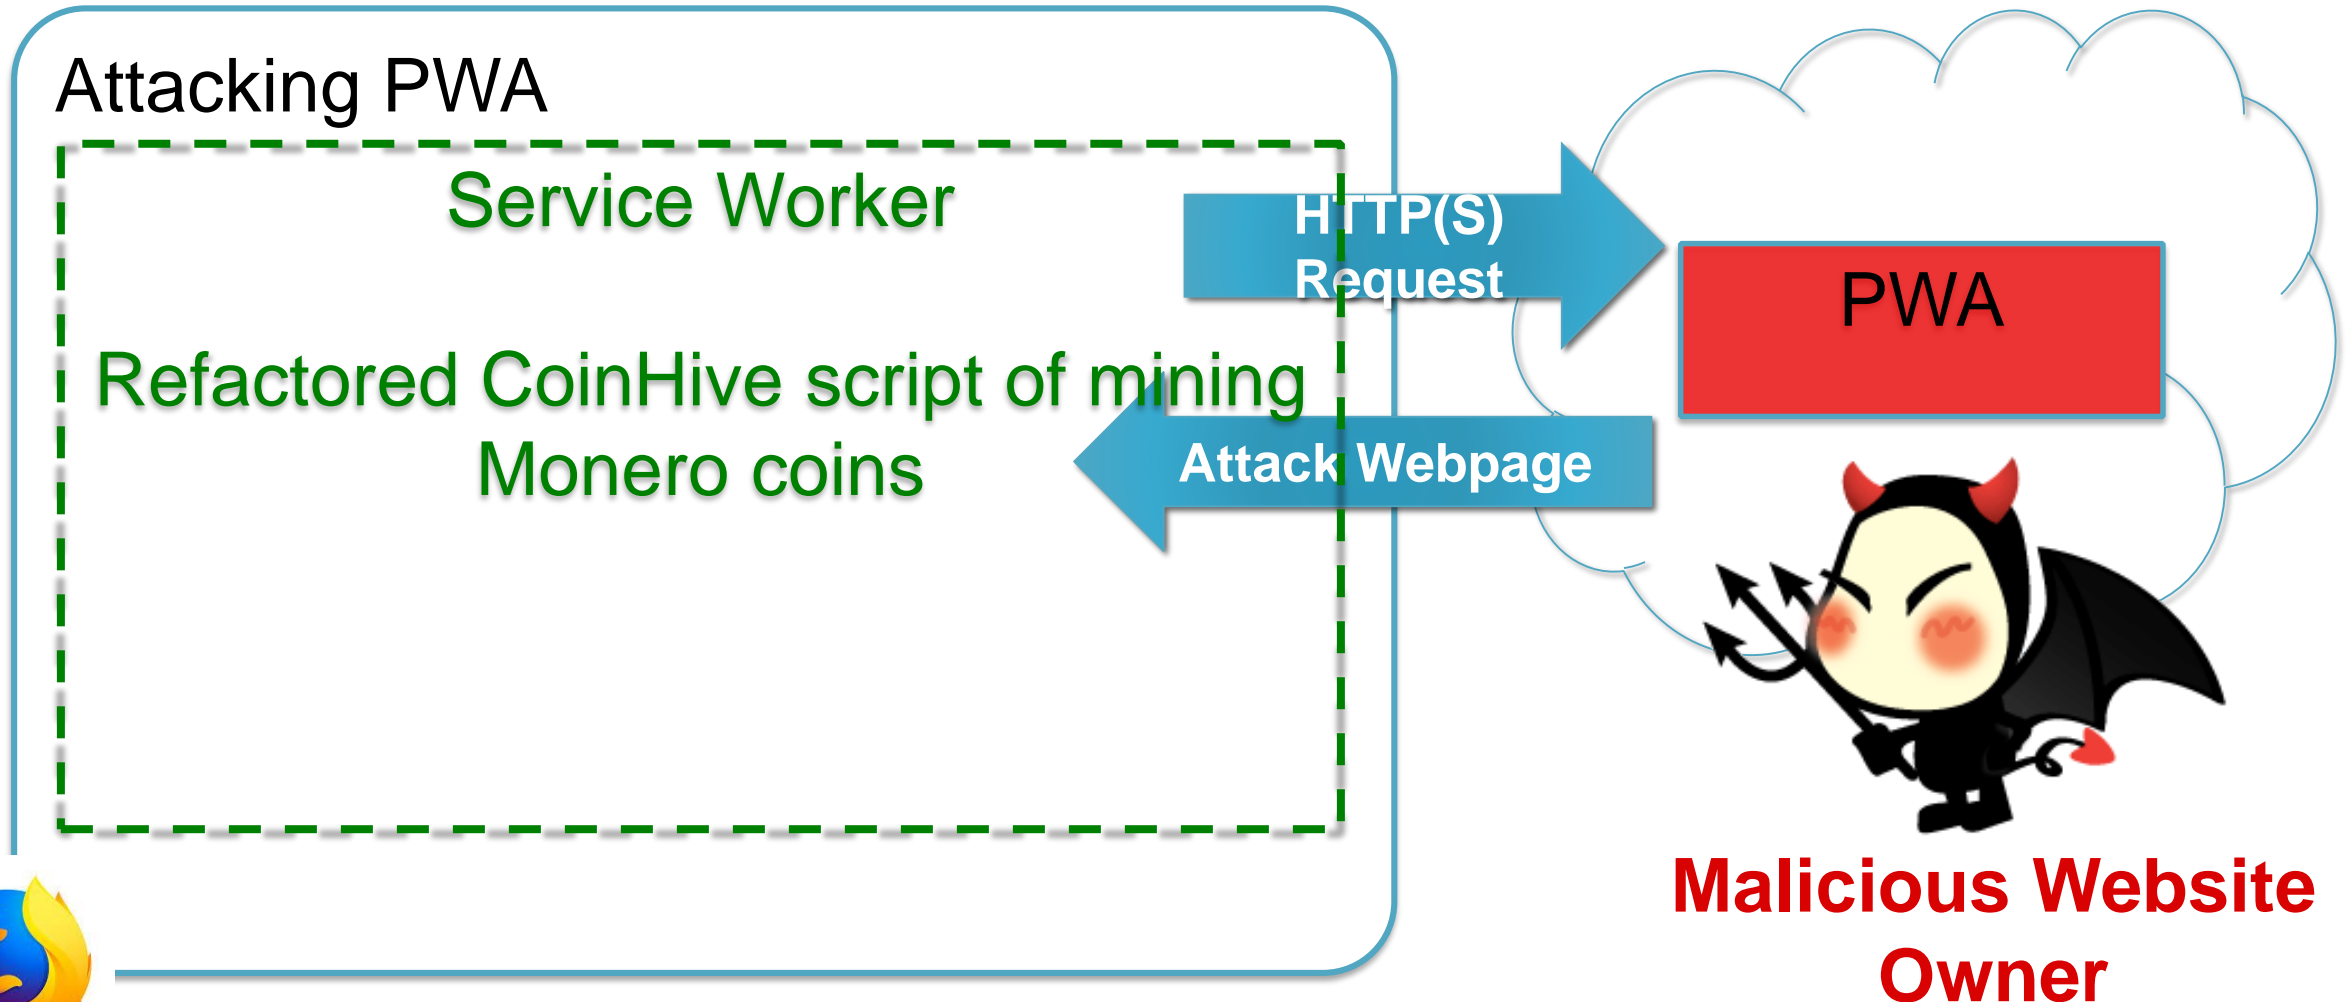 Attacking PWA
Service Worker
HTTP(S)
Request
PWA
Refactored CoinHive script of mining
Monero coins
Attack Webpage
Malicious Website
Owner